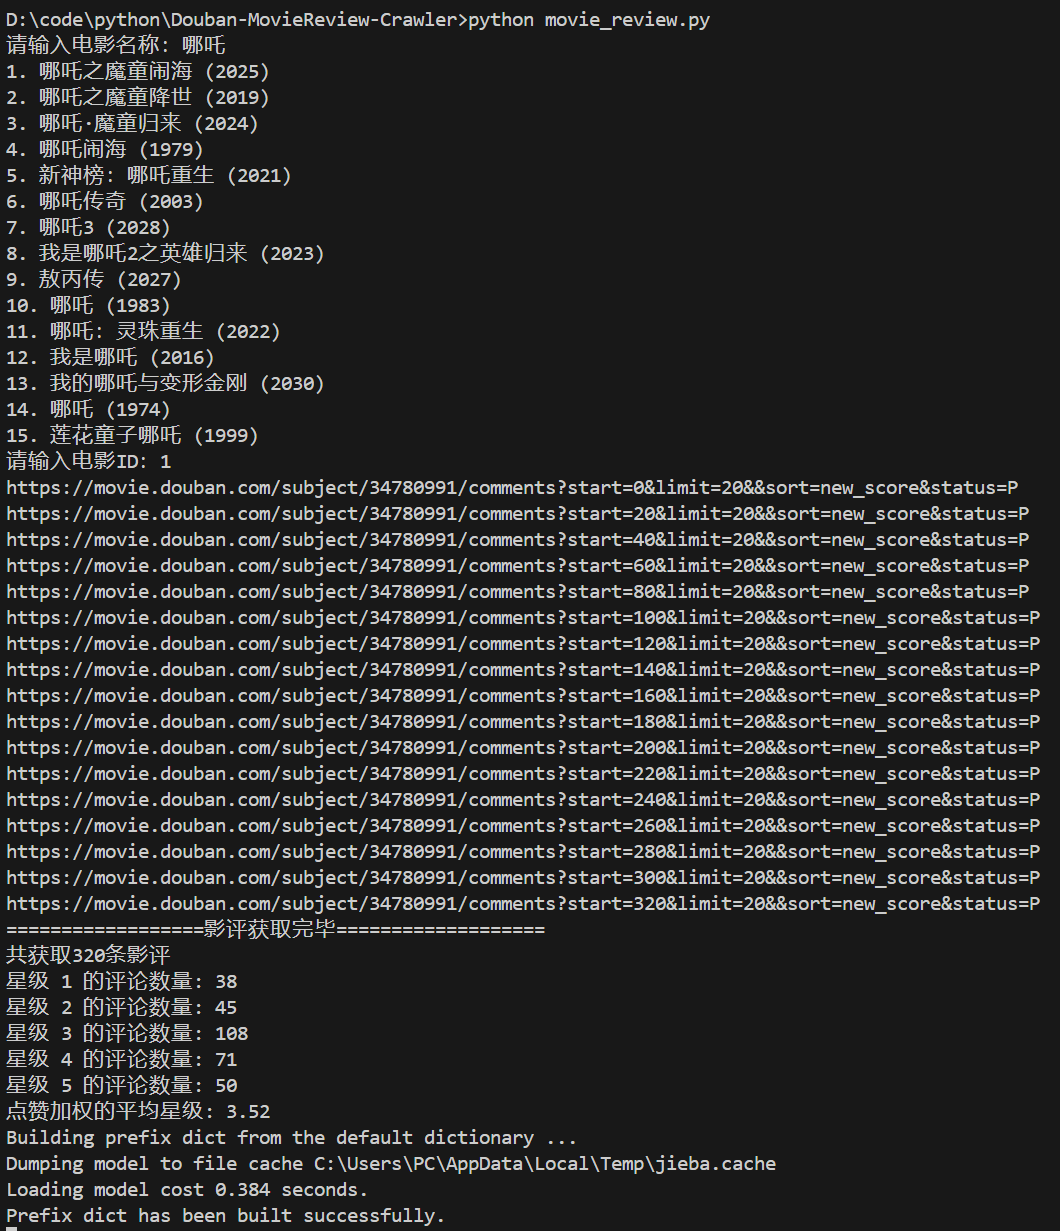 D:\code\python\Douban-MovieReview-Crawler>python movie_review.py
请输入电影名称: 哪吒
1. 哪吒之魔童闹海 (2025)
2. 哪吒之魔童降世 (2019)
3. 哪吒·魔童归来 (2024)
4. 哪吒闹海 (1979)
5. 新神榜: 哪吒重生 (2021)
6. 哪吒传奇 (2003)
7. 哪吒3 (2028)
8. 我是哪吒2之英雄归来 (2023)
9. 敖丙传 (2027)
10. 哪吒 (1983)
11. 哪吒: 灵珠重生 (2022)
12. 我是哪吒 (2016)
13. 我的哪吒与变形金刚 (2030)
14. 哪吒 (1974)
15. 莲花童子哪吒 (1999)
请输入电影ID: 1
https://movie.douban.com/subject/34780991/comments?start=0&limit=20&&sort=new_score&status=P
https://movie.douban.com/subject/34780991/comments?start=20&limit=20&&sort=new_score&status=P
https://movie.douban.com/subject/34780991/comments?start=40&limit=20&&sort=new_score&status=P
https://movie.douban.com/subject/34780991/comments?start=60&limit=20&&sort=new_score&status=P
https://movie.douban.com/subject/34780991/comments?start=80&limit=20&&sort=new_score&status=P
https://movie.douban.com/subject/34780991/comments?start=100&limit=20&&sort=new_score&status=P
https://movie.douban.com/subject/34780991/comments?start=120&limit=20&&sort=new_score&status=P
https://movie.douban.com/subject/34780991/comments?start=140&limit=20&&sort=new_score&status=P
https://movie.douban.com/subject/34780991/comments?start=160&limit=20&&sort=new_score&status=P
https://movie.douban.com/subject/34780991/comments?start=180&limit=20&&sort=new_score&status=P
https://movie.douban.com/subject/34780991/comments?start=200&limit=20&&sort=new_score&status=P
https://movie.douban.com/subject/34780991/comments?start=220&limit=20&&sort=new_score&status=P
https://movie.douban.com/subject/34780991/comments?start=240&limit=20&&sort=new_score&status=P
https://movie.douban.com/subject/34780991/comments?start=260&limit=20&&sort=new_score&status=P
https://movie.douban.com/subject/34780991/comments?start=280&limit=20&&sort=new_score&status=P
https://movie.douban.com/subject/34780991/comments?start=300&limit=20&&sort=new_score&status=P
https://movie.douban.com/subject/34780991/comments?start=320&limit=20&&sort=new_score&status=P
==================影评获取完毕===================
共获取320条影评
星级 1 的评论数量: 38
星级 2 的评论数量: 45
星级 3 的评论数量: 108
星级 4 的评论数量: 71
星级 5 的评论数量: 50
点赞加权的平均星级: 3.52
Building prefix dict from the default dictionary ...
Dumping model to file cache C:\Users\PC\AppData\Local\Temp\jieba.cache
Loading model cost 0.384 seconds.
Prefix dict has been built successfully.